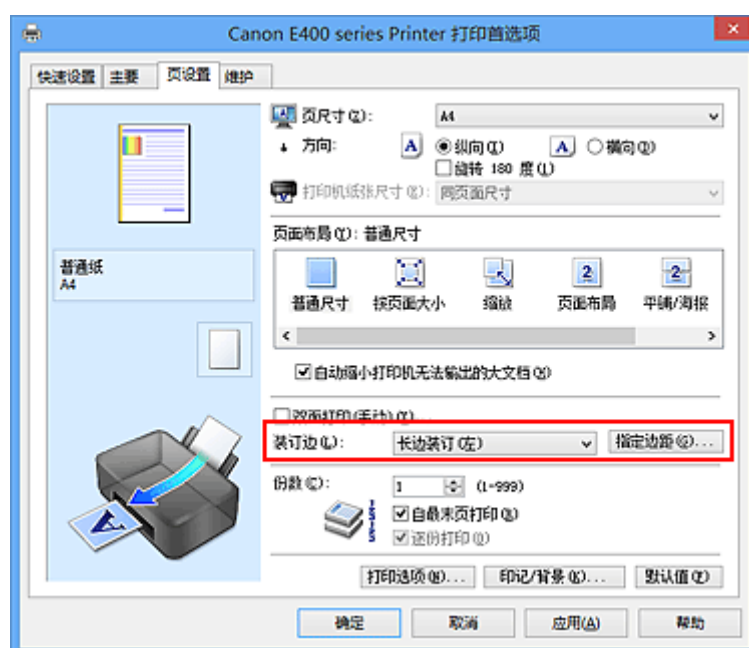 Canon E400 series Printer 打印首选项
快速设置 主要 页设置 维护
页尺寸(Z): A4
方向: A 纵向(I) A 横向(D)
旋转 180 度(L)
打印机纸张尺寸(R): 同页面尺寸
页面布局(Y): 普通尺寸
普通纸
A4
普通尺寸 按页面大小 缩放 页面布局 平铺/海报
自动缩小打印机无法输出的大文档(X)
双面打印(手动)(Y)...
装订边(L): 长边装订(左) 指定边距(G)...
份数(C): 1 (1-999)
自最末页打印(S)
逐份打印(O)
打印选项(N)... 印记/背景(K)... 默认值(T)
确定 取消 应用(A) 帮助